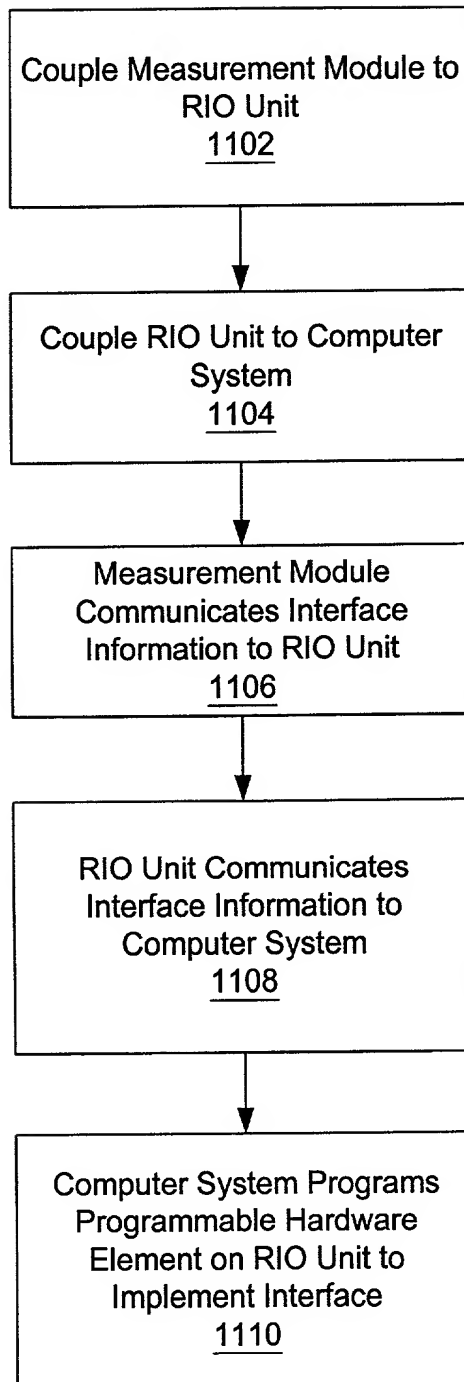 Couple Measurement Module to
RIO Unit
1102
Couple RIO Unit to Computer
System
1104
Measurement Module
Communicates Interface
Information to RIO Unit
1106
RIO Unit Communicates
Interface Information to
Computer System
1108
Computer System Programs
Programmable Hardware
Element on RIO Unit to
Implement Interface
1110